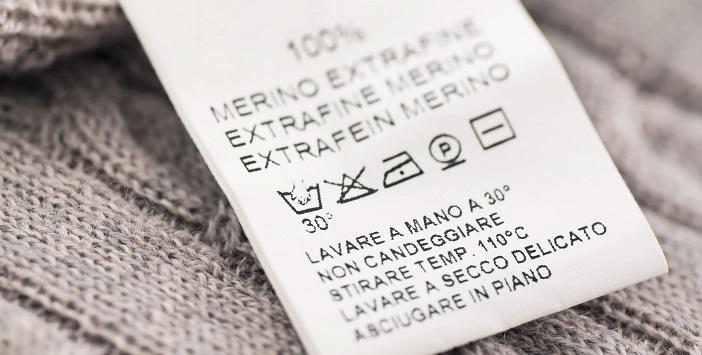 100%
MERINO EXTRAFINE
EXTRAFINE MERINO
EXTRAFEIN MERINO
P
30°
LAVARE A MANO A 30°
NON CANDEGGIARE
STIRARE TEMP. 110°C
LAVARE A SECCO DELICATO
ASCIUGARE IN PIANO